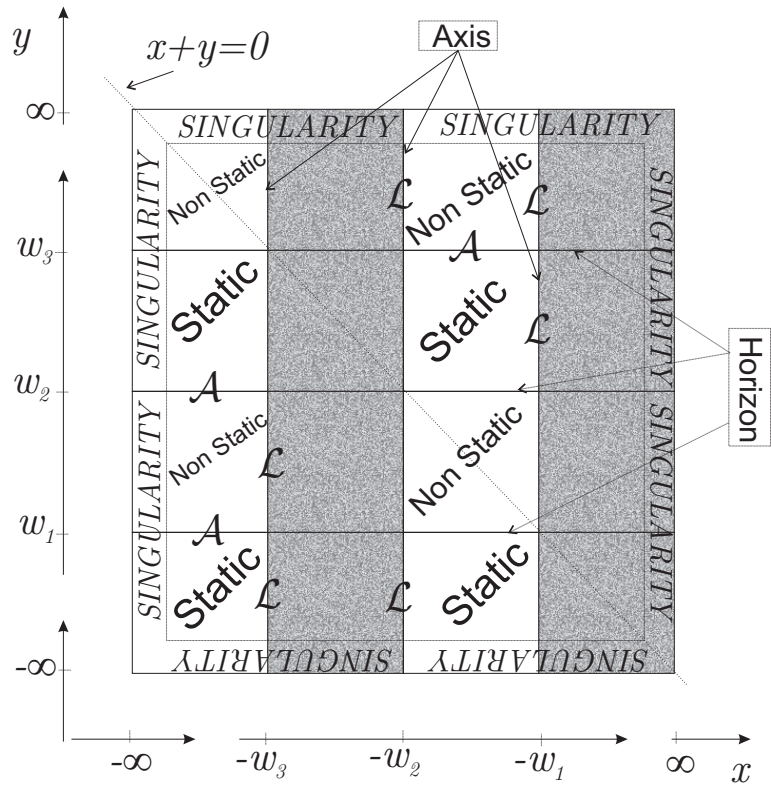 y
x+y=0
Axis
∞
SINGULARITY SINGULARITY
SINGULARITY
Non Static
ℒ
Non Static
ℒ
SINGULARITY
w₃
𝒜
Static
Static
ℒ
Horizon
w₂
𝒜
SINGULARITY
Non Static
ℒ
Non Static
SINGULARITY
w₁
𝒜
Static
ℒ
ℒ
Static
-∞
SINGULARITY SINGULARITY
-∞ -w₃ -w₂ -w₁ ∞ x